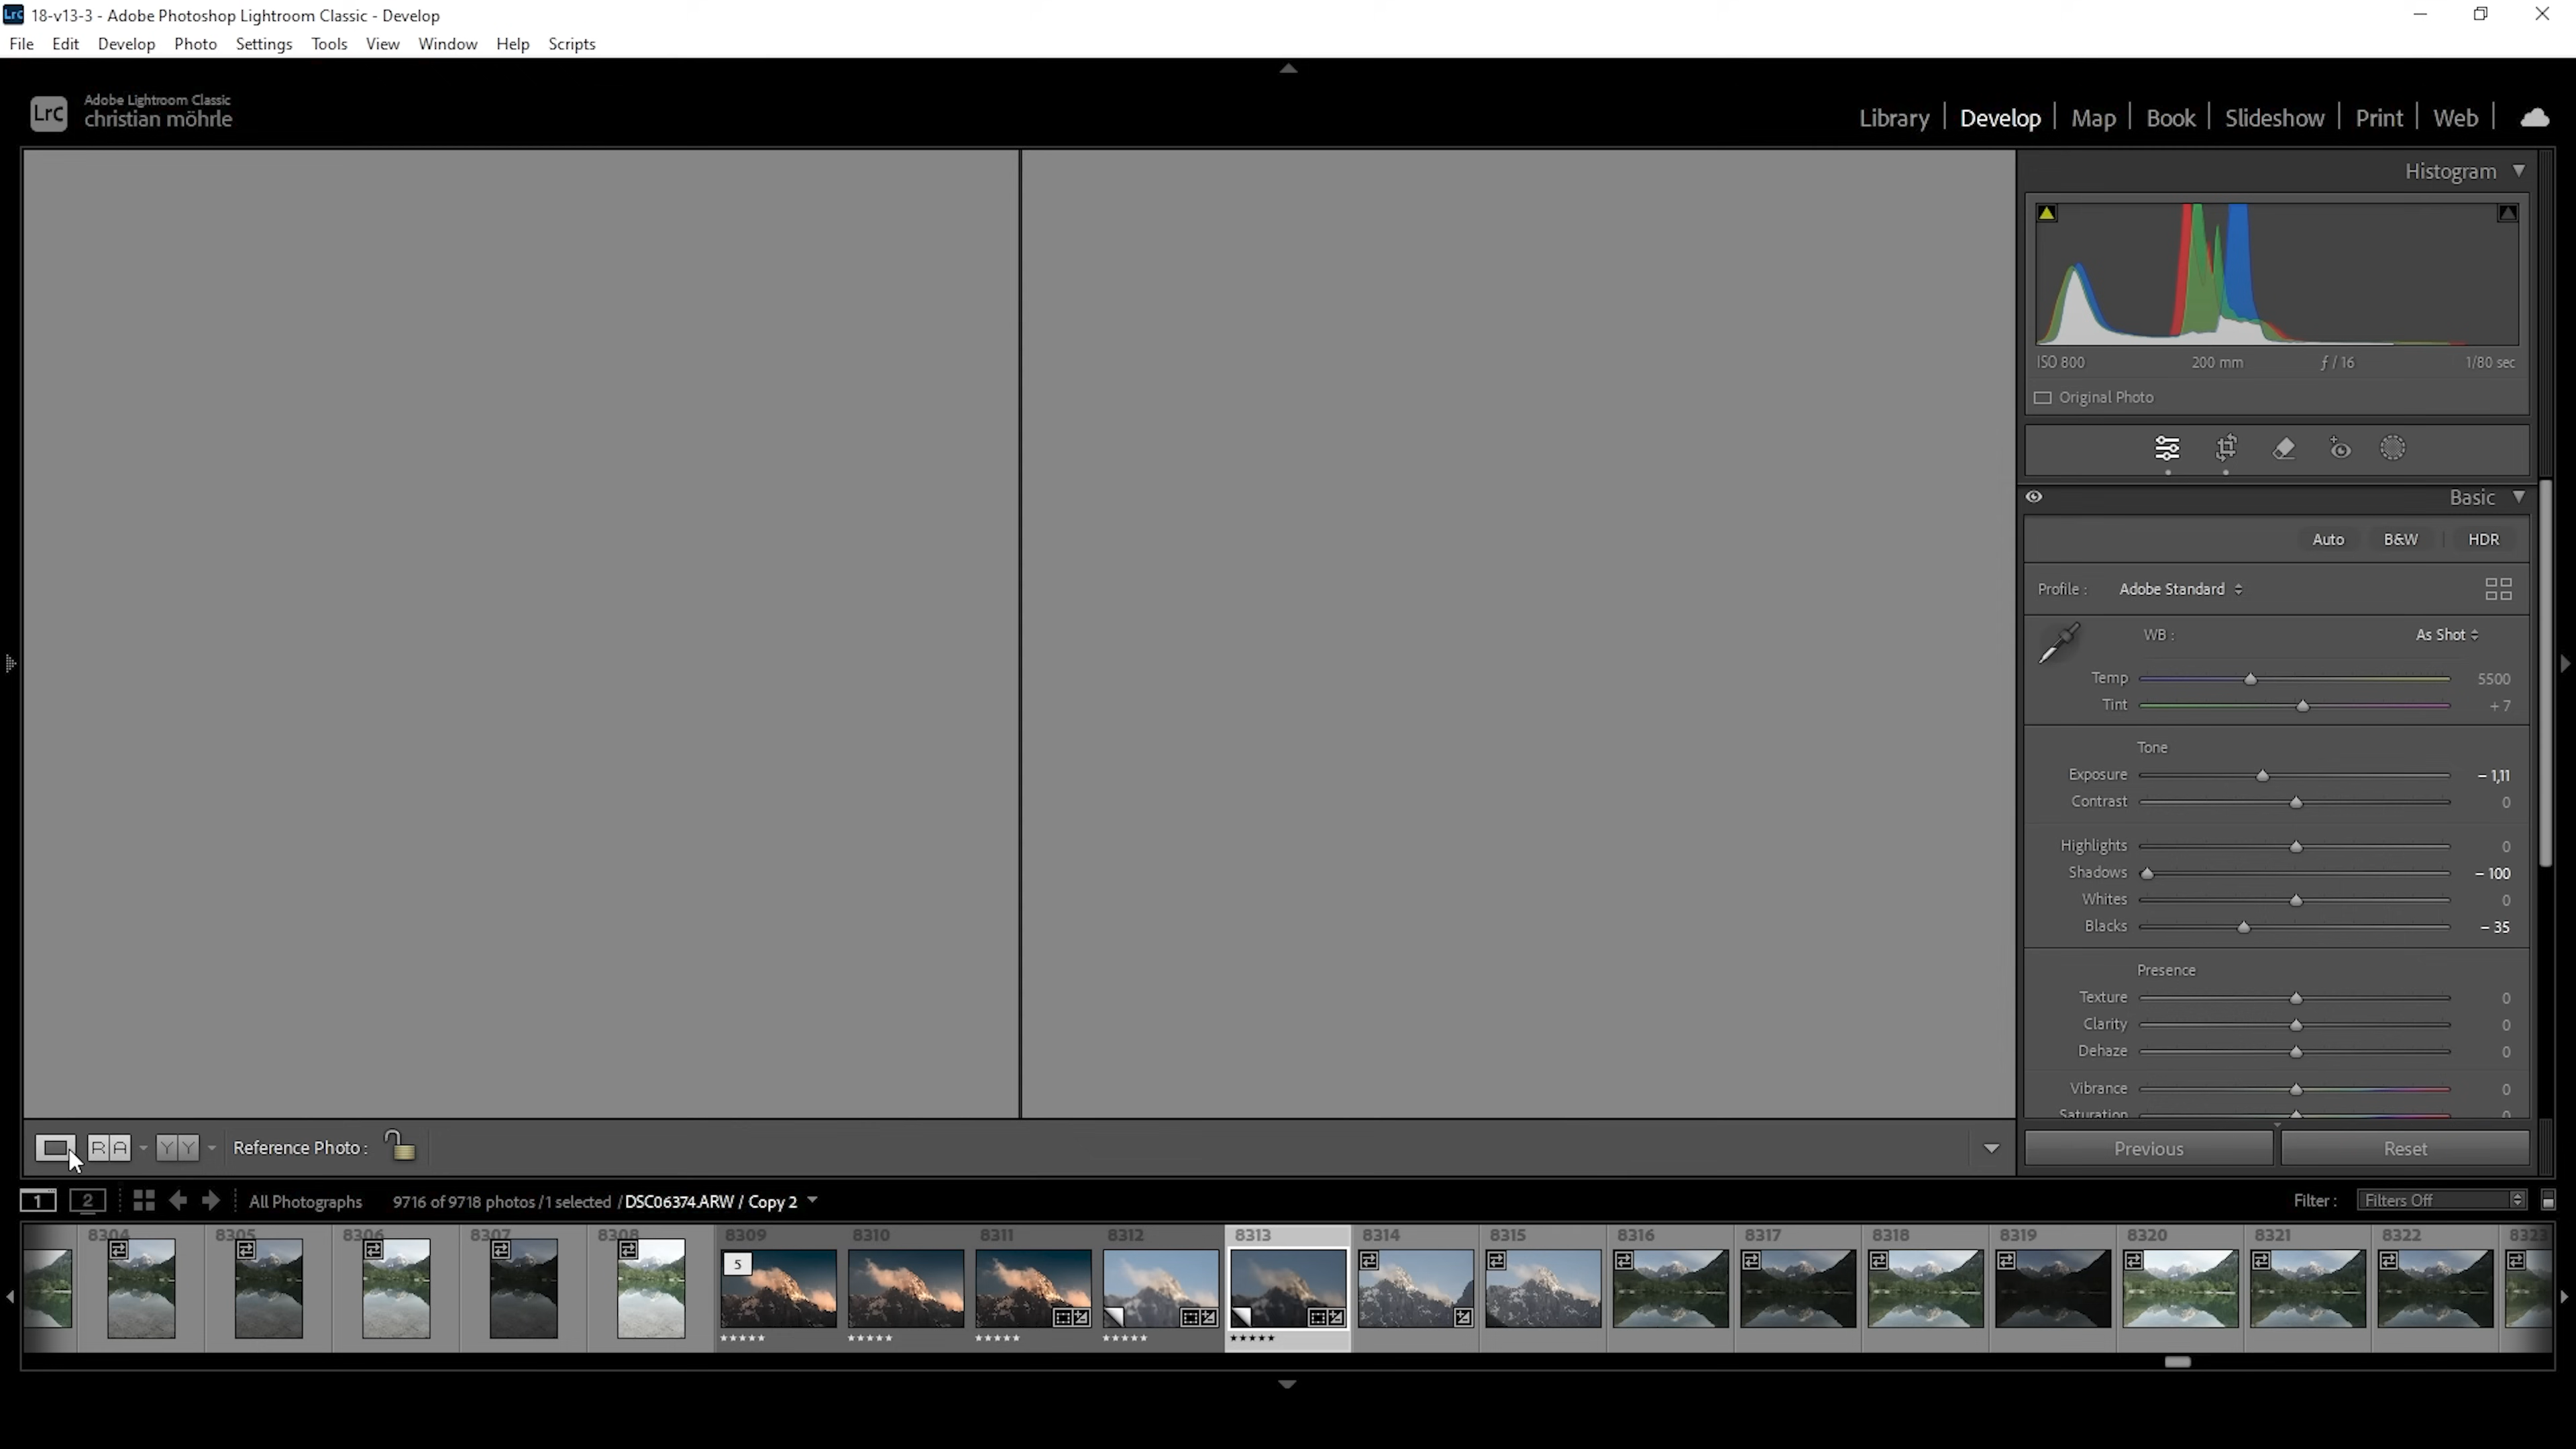 Lrc 18-v13-3 - Adobe Photoshop Lightroom Classic - Develop
File Edit Develop Photo Settings Tools View Window Help Scripts
Lrc Adobe Lightroom Classic
christian möhrle
Library | Develop | Map | Book | Slideshow | Print | Web |
Histogram
ISO 800 200 mm ƒ / 16 1/80 sec
Original Photo
Basic
Auto B&W HDR
Profile : Adobe Standard
WB : As Shot
Temp 5500
Tint + 7
Tone
Exposure – 1,11
Contrast 0
Highlights 0
Shadows – 100
Whites 0
Blacks – 35
Presence
Texture 0
Clarity 0
Dehaze 0
Vibrance 0
Saturation 0
R A Y Y Reference Photo :
Previous Reset
1 2 All Photographs 9716 of 9718 photos / 1 selected / DSC06374.ARW / Copy 2
Filter : Filters Off
8304 8305 8306 8307 8308 8309 8310 8311 8312 8313 8314 8315 8316 8317 8318 8319 8320 8321 8322 8323
5